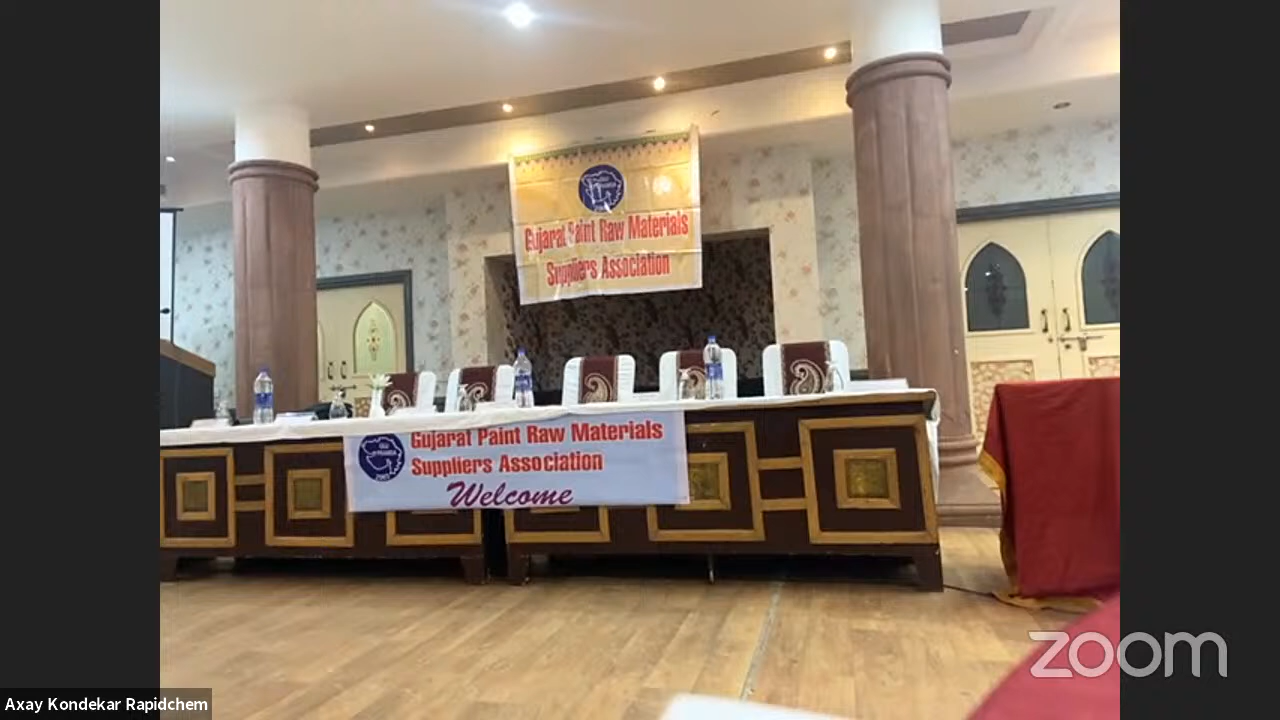 Gujarat Paint Raw Materials
Suppliers Association
Gujarat Paint Raw Materials
Suppliers Association
Welcome
zoom
Axay Kondekar Rapidchem